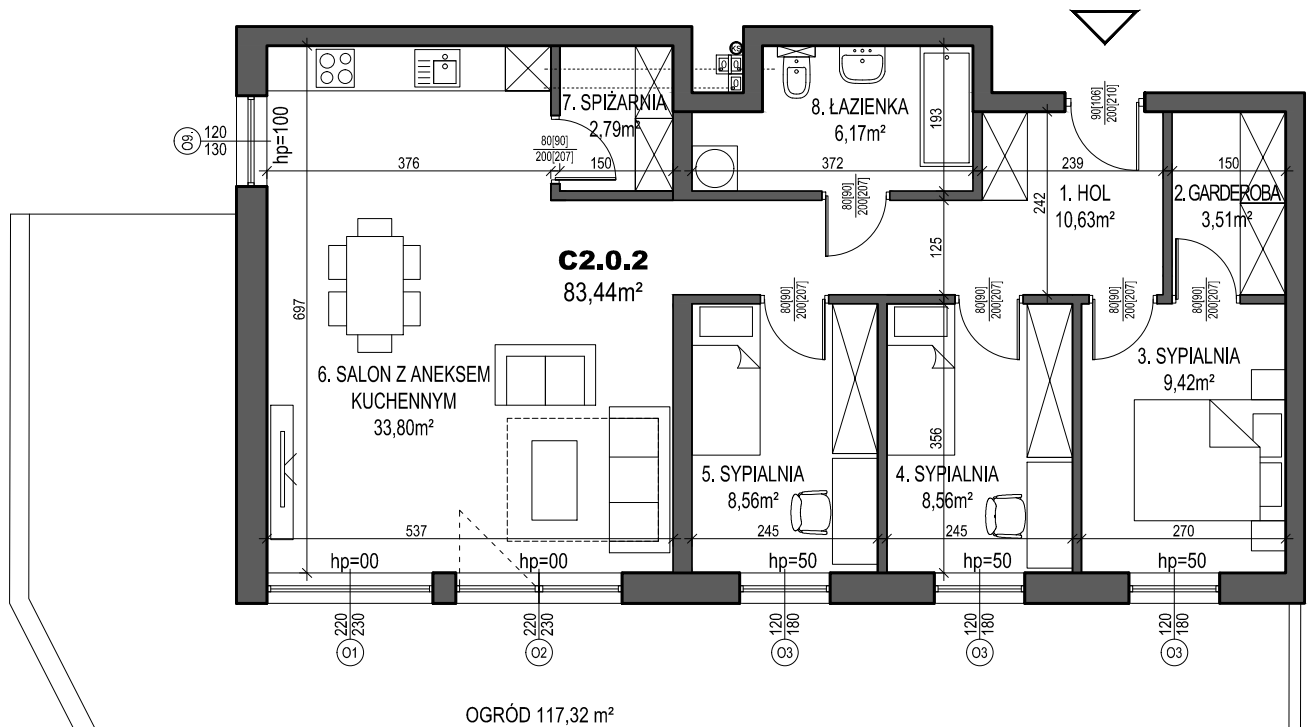 KS
7. SPIŻARNIA
2,79m²
8. ŁAZIENKA
6,17m²
193
90[106]
200[210]
O9.
120
130
hp=100
80[90]
200[207]
376
150
372
239
150
1. HOL
10,63m²
2. GARDEROBA
3,51m²
80[90]
200[207]
242
125
C2.0.2
83,44m²
697
80[90]
200[207]
80[90]
200[207]
80[90]
200[207]
80[90]
200[207]
3. SYPIALNIA
9,42m²
6. SALON Z ANEKSEM
KUCHENNYM
33,80m²
356
5. SYPIALNIA
8,56m²
4. SYPIALNIA
8,56m²
537
245
245
270
hp=00
hp=00
hp=50
hp=50
hp=50
220
230
220
230
120
180
120
180
120
180
O1
O2
O3
O3
O3
OGRÓD 117,32 m²